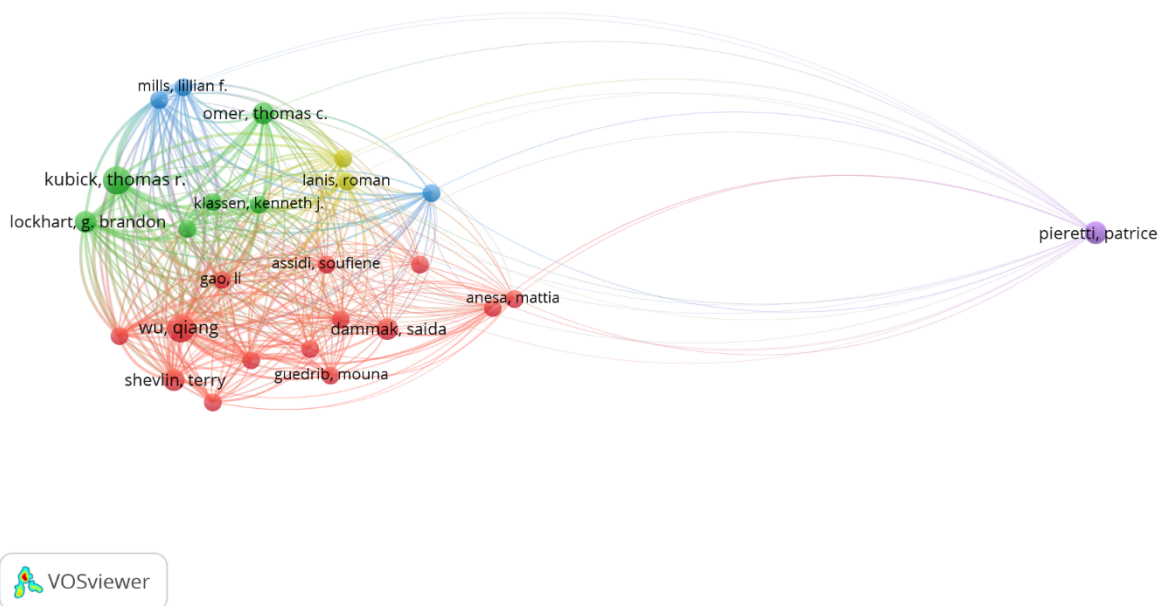 mills, lillian f.
omer, thomas c.
kubick, thomas r.
lanis, roman
klassen, kenneth j.
lockhart, g. brandon
pieretti, patrice
assidi, soufiene
gao, li
anesa, mattia
wu, qiang
dammak, saida
shevlin, terry
guedrib, mouna
VOSviewer